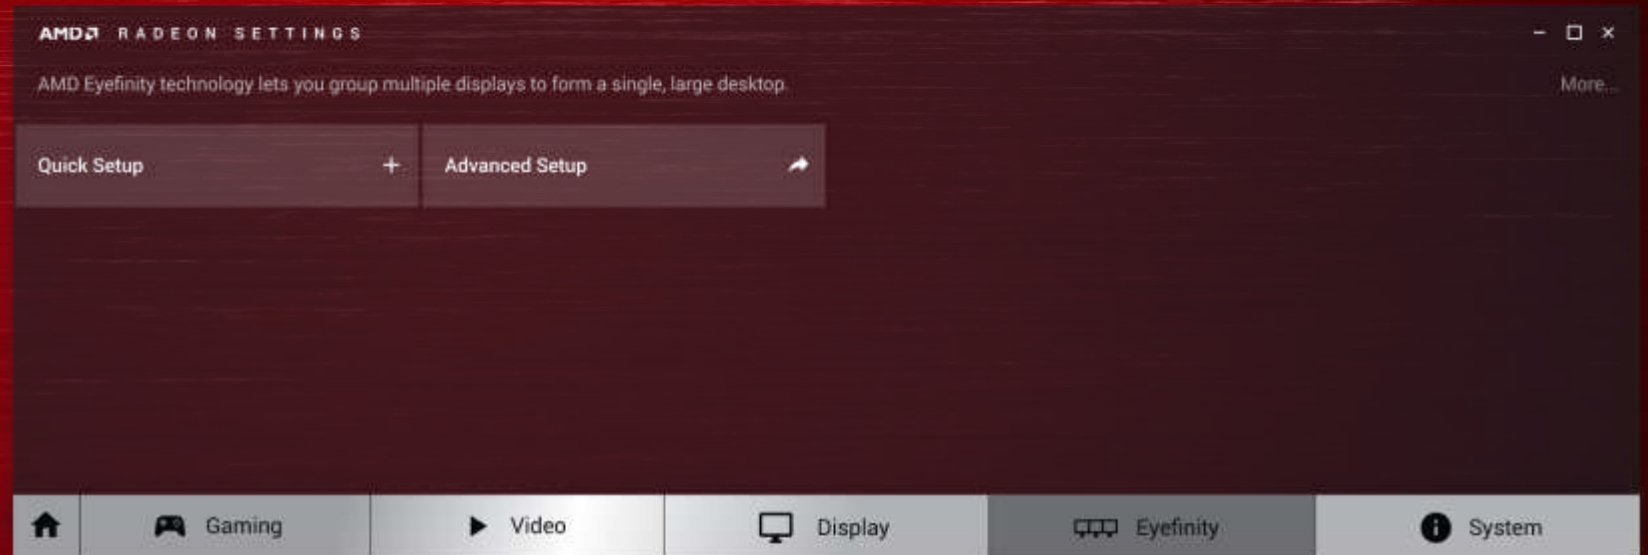 AMD RADEON SETTINGS
AMD Eyefinity technology lets you group multiple displays to form a single, large desktop.
More...
Quick Setup
Advanced Setup
Gaming
Video
Display
Eyefinity
System